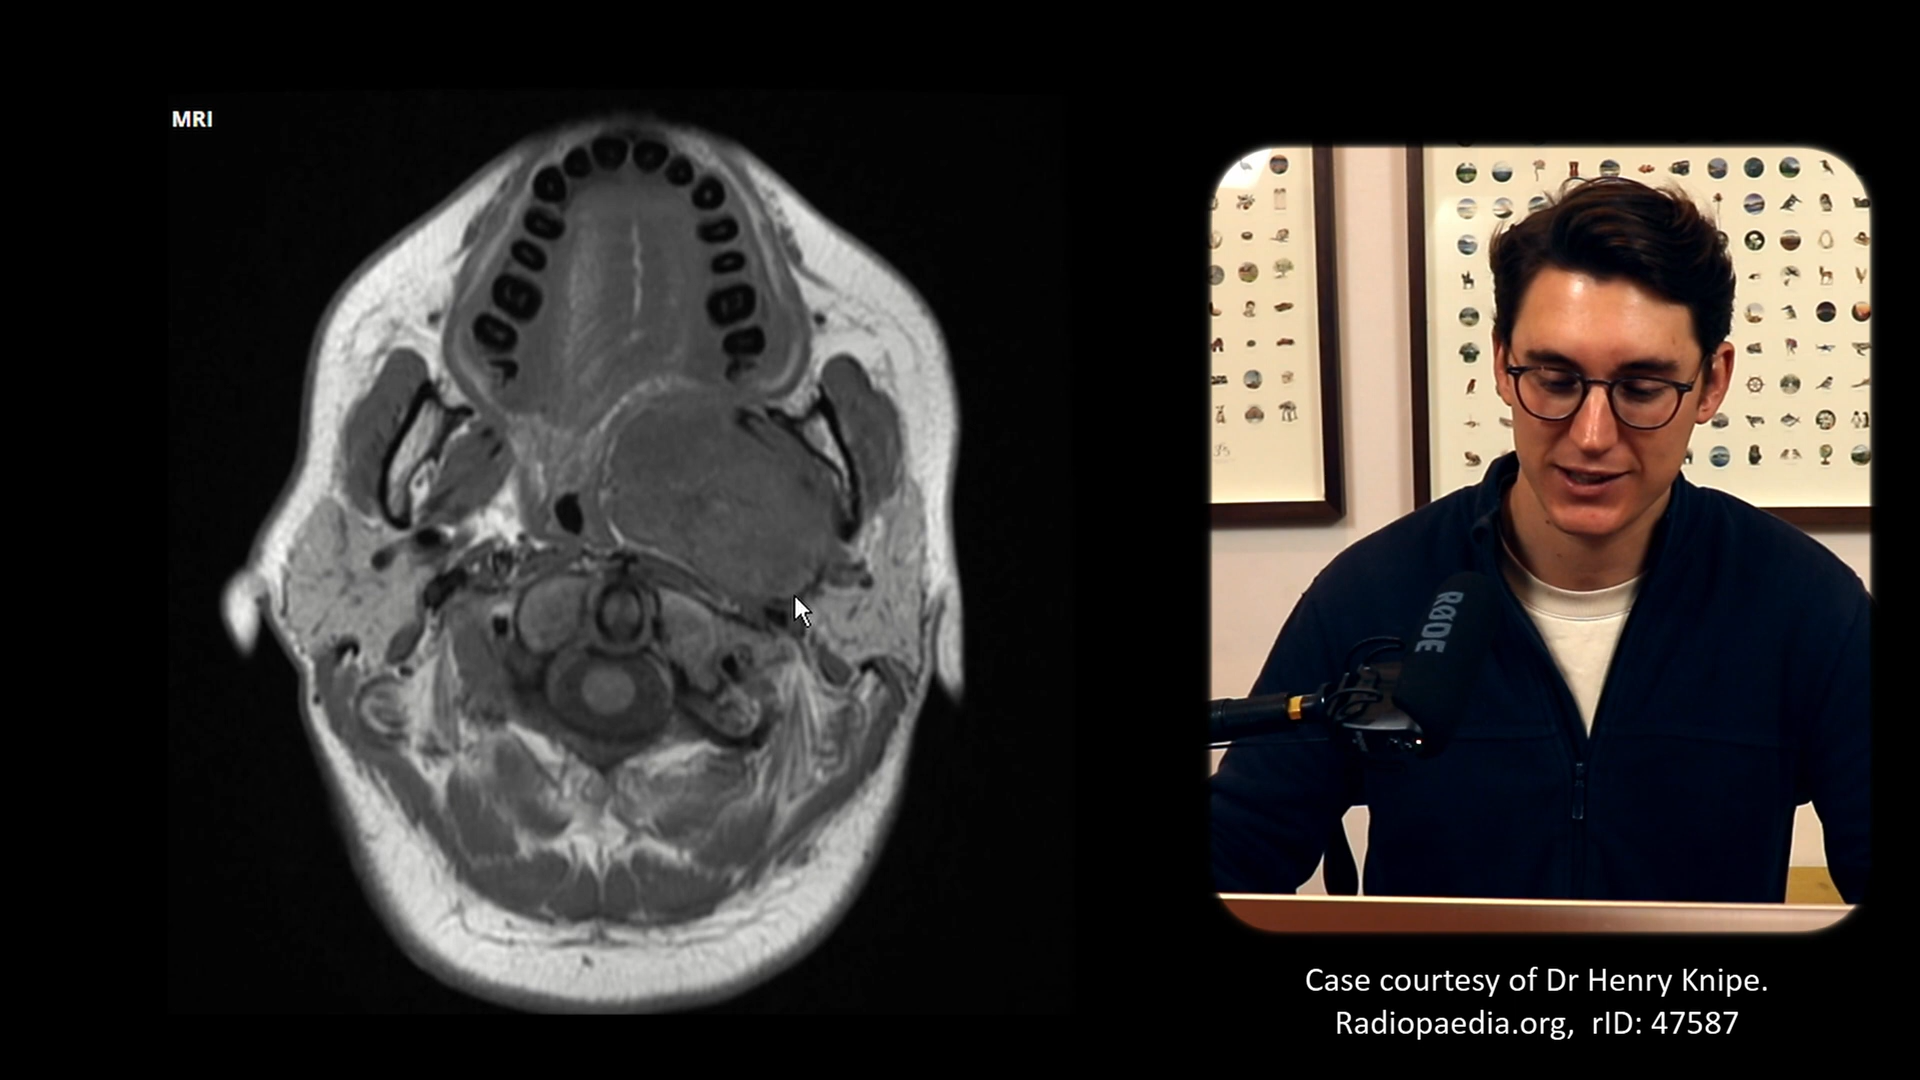 MRI
RØDE
Case courtesy of Dr Henry Knipe.
Radiopaedia.org, rID: 47587